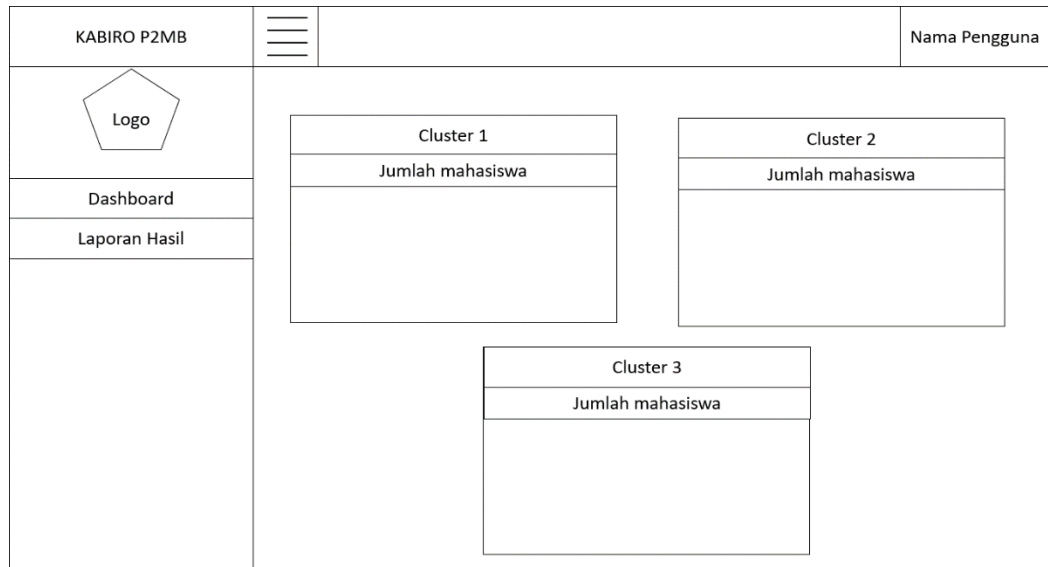 KABIRO P2MB
Nama Pengguna
Logo
Dashboard
Laporan Hasil
Cluster 1
Jumlah mahasiswa
Cluster 2
Jumlah mahasiswa
Cluster 3
Jumlah mahasiswa